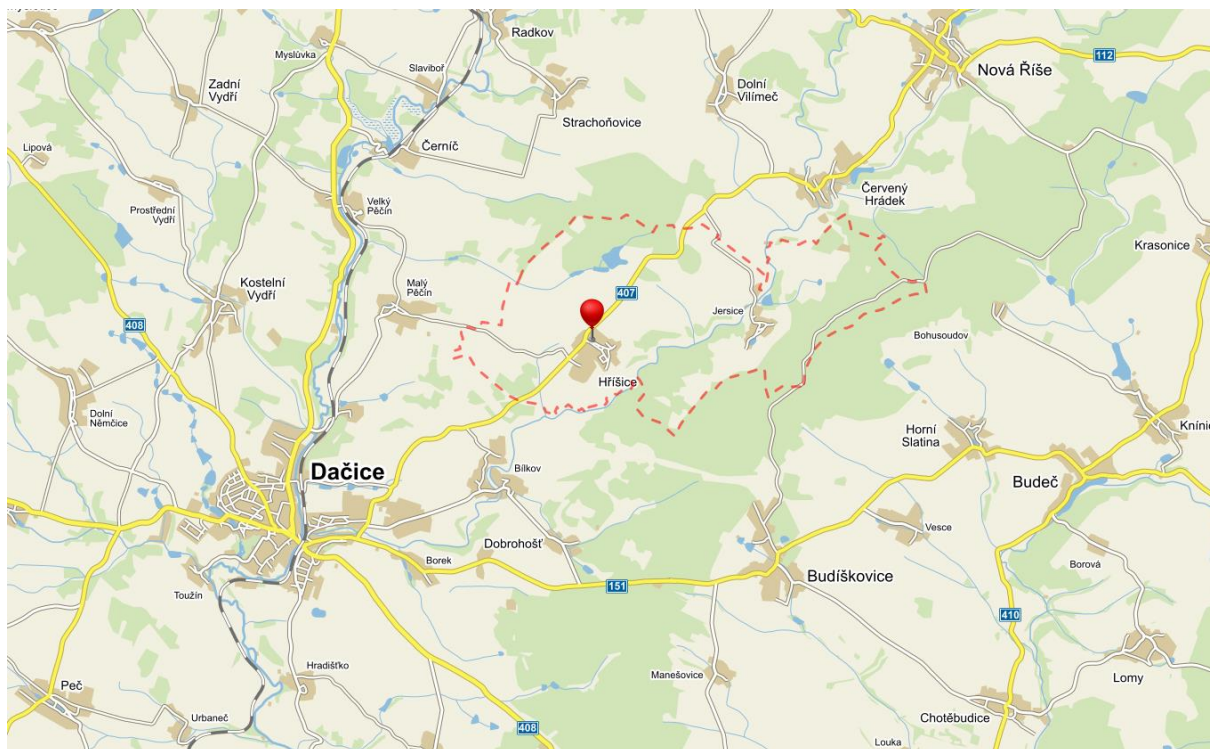 Radkov
Myslůvka
112
Nová Říše
Slaviboř
Dolní
Vilímeč
Zadní
Vydří
Strachoňovice
Lipová
Černíč
Červený
Hrádek
Velký
Pěčín
Prostřední
Vydří
Krasonice
Kostelní
Vydří
Malý
Pěčín
407
Jersice
408
Bohusoudov
Hříšice
Dolní
Němčice
Horní
Slatina
Dačice
Bílkov
Budeč
Vesce
Dobrohošť
Borek
Borová
Budíškovice
151
Toužín
410
Hradišťko
Manešovice
Peč
Lomy
Urbaneč
Chotěbudice
408
Louka